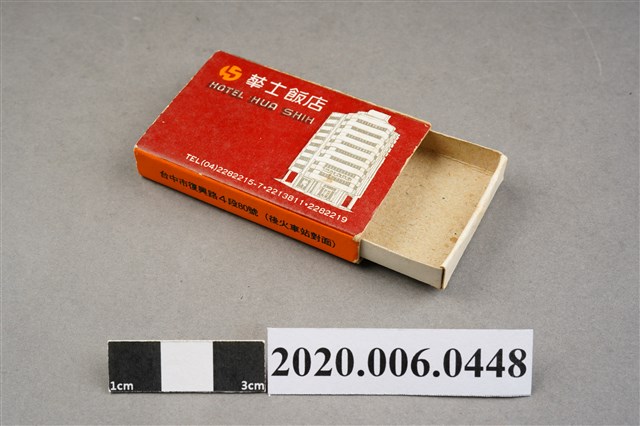 華士飯店
HOTEL HUA SHIH
TEL(04)2282215-7•2213811•2282219
台中市復興路4段80號（後火車站對面）
1cm 3cm
2020.006.0448